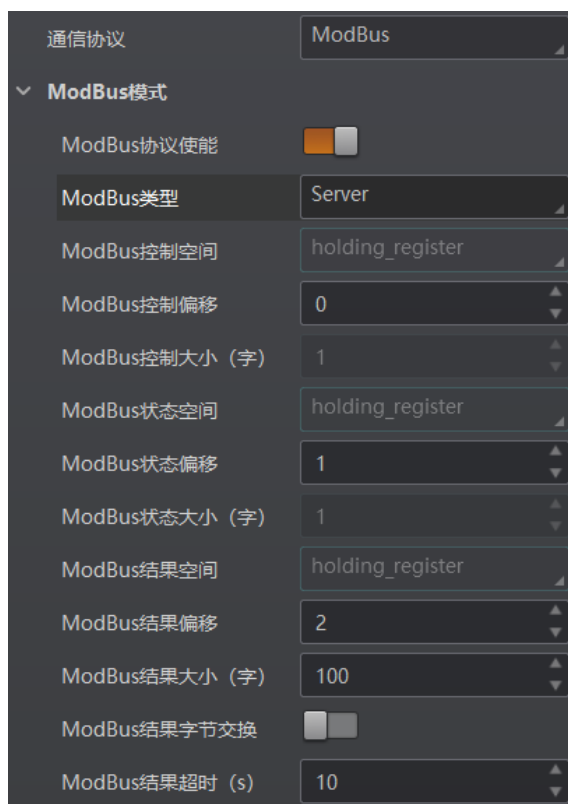 通信协议 ModBus
ModBus模式
ModBus协议使能
ModBus类型 Server
ModBus控制空间 holding_register
ModBus控制偏移 0
ModBus控制大小（字） 1
ModBus状态空间 holding_register
ModBus状态偏移 1
ModBus状态大小（字） 1
ModBus结果空间 holding_register
ModBus结果偏移 2
ModBus结果大小（字） 100
ModBus结果字节交换
ModBus结果超时（s） 10